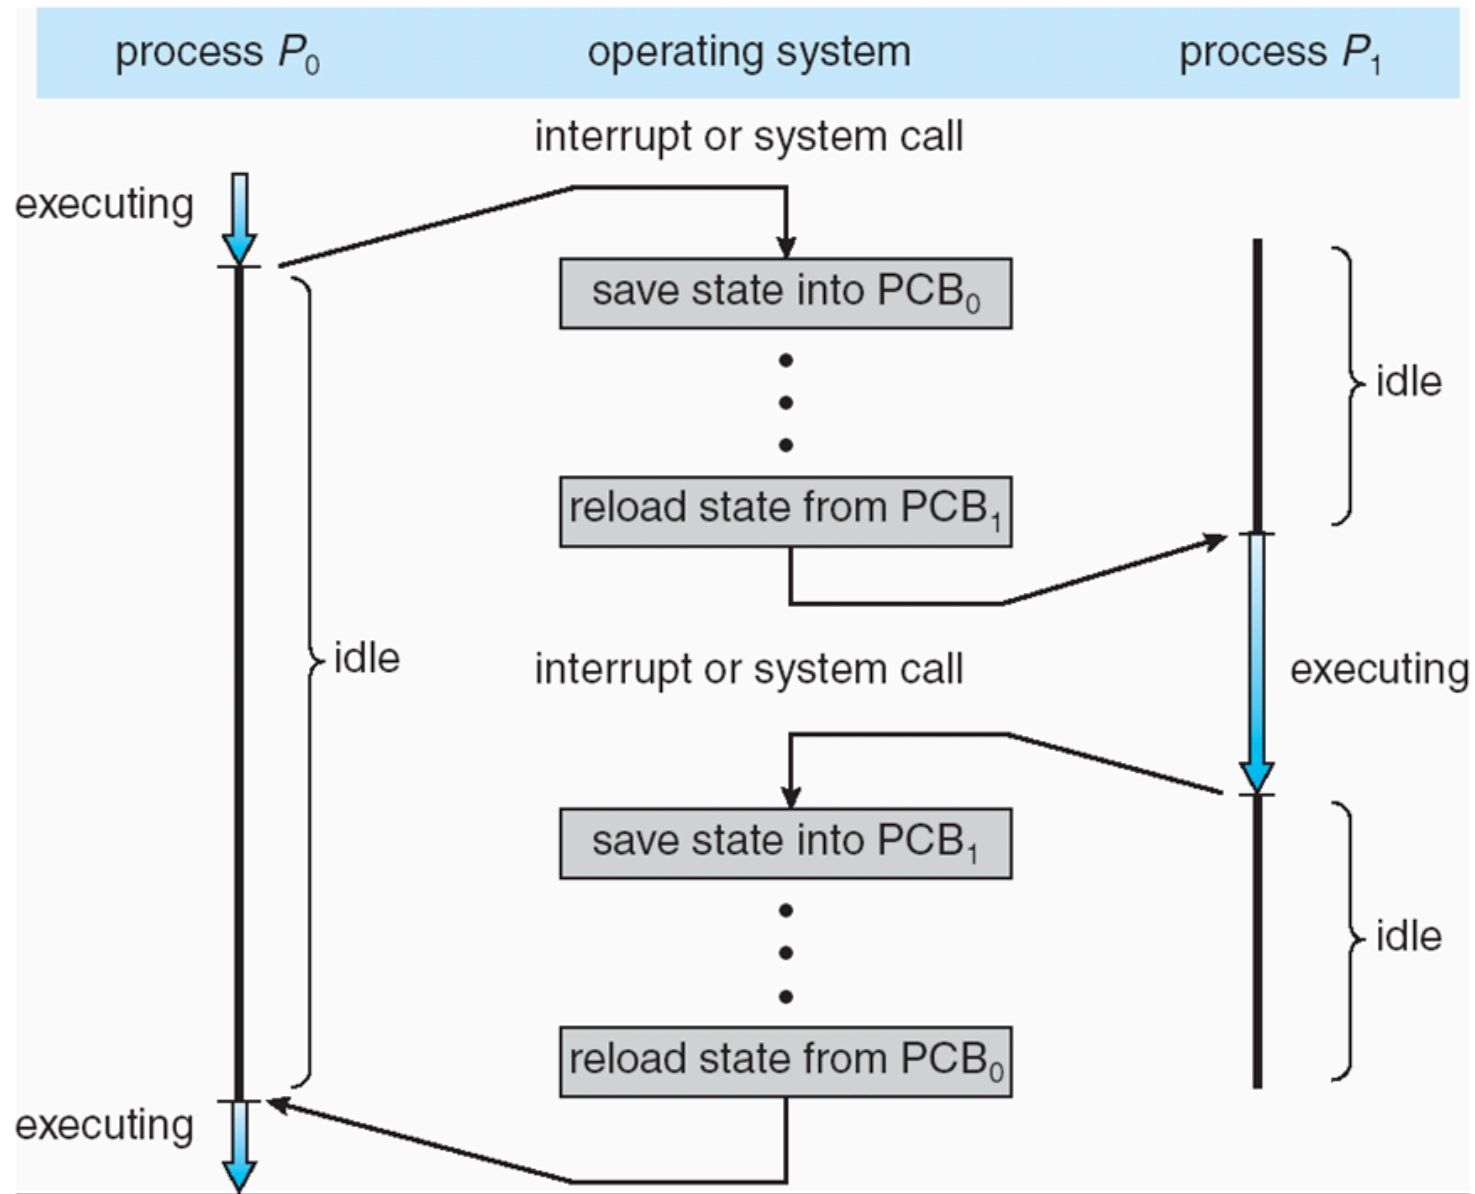 process P0 operating system process P1
interrupt or system call
executing
save state into PCB0
idle
reload state from PCB1
idle
interrupt or system call
executing
save state into PCB1
idle
reload state from PCB0
executing